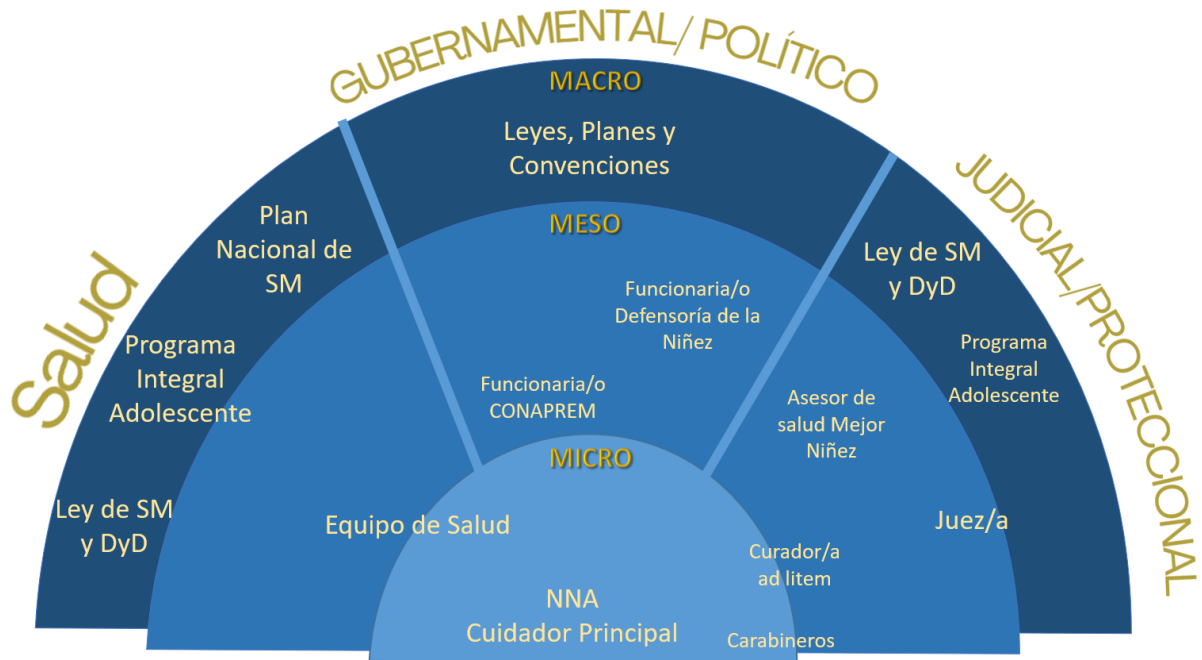 GUBERNAMENTAL/ POLÍTICO
MACRO
Leyes, Planes y
Convenciones
MESO
Funcionaria/o
Defensoría de la
Niñez
Funcionaria/o
CONAPREM
MICRO
Salud
Plan
Nacional de
SM
Programa
Integral
Adolescente
Ley de SM
y DyD
Equipo de Salud
NNA
Cuidador Principal
JUDICIAL/PROTECCIONAL
Ley de SM
y DyD
Programa
Integral
Adolescente
Asesor de
salud Mejor
Niñez
Juez/a
Curador/a
ad litem
Carabineros